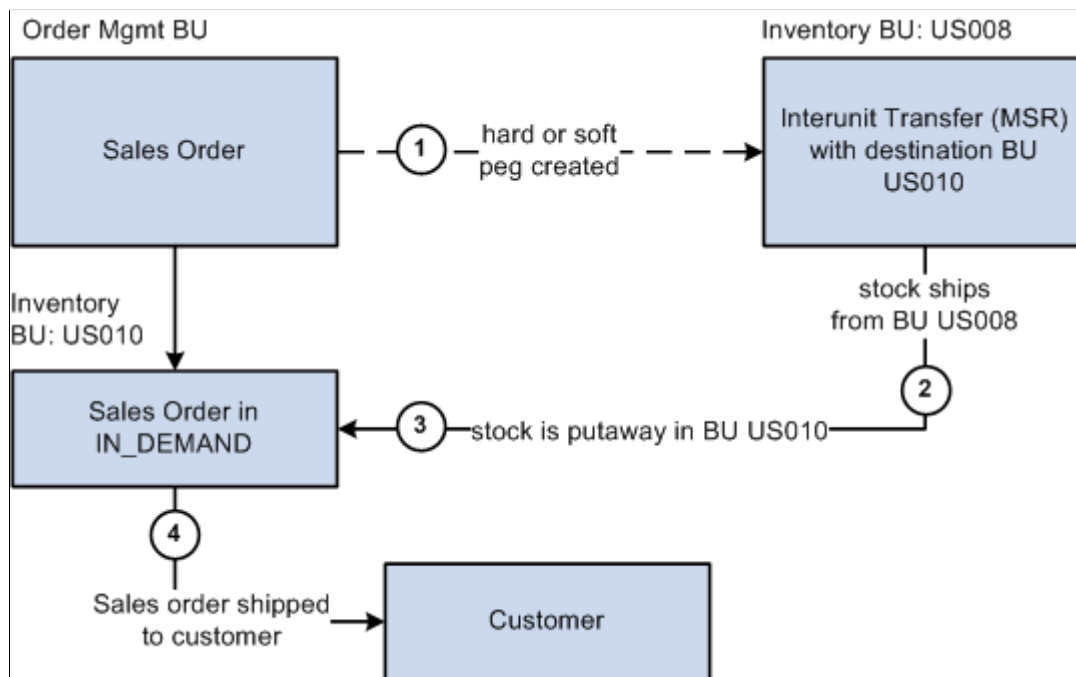 Order Mgmt BU
Inventory BU: US008
Sales Order
1
hard or soft
peg created
Interunit Transfer (MSR)
with destination BU
US010
Inventory
BU: US010
stock ships
from BU US008
2
Sales Order in
IN_DEMAND
3
stock is putaway in BU US010
4
Sales order shipped
to customer
Customer